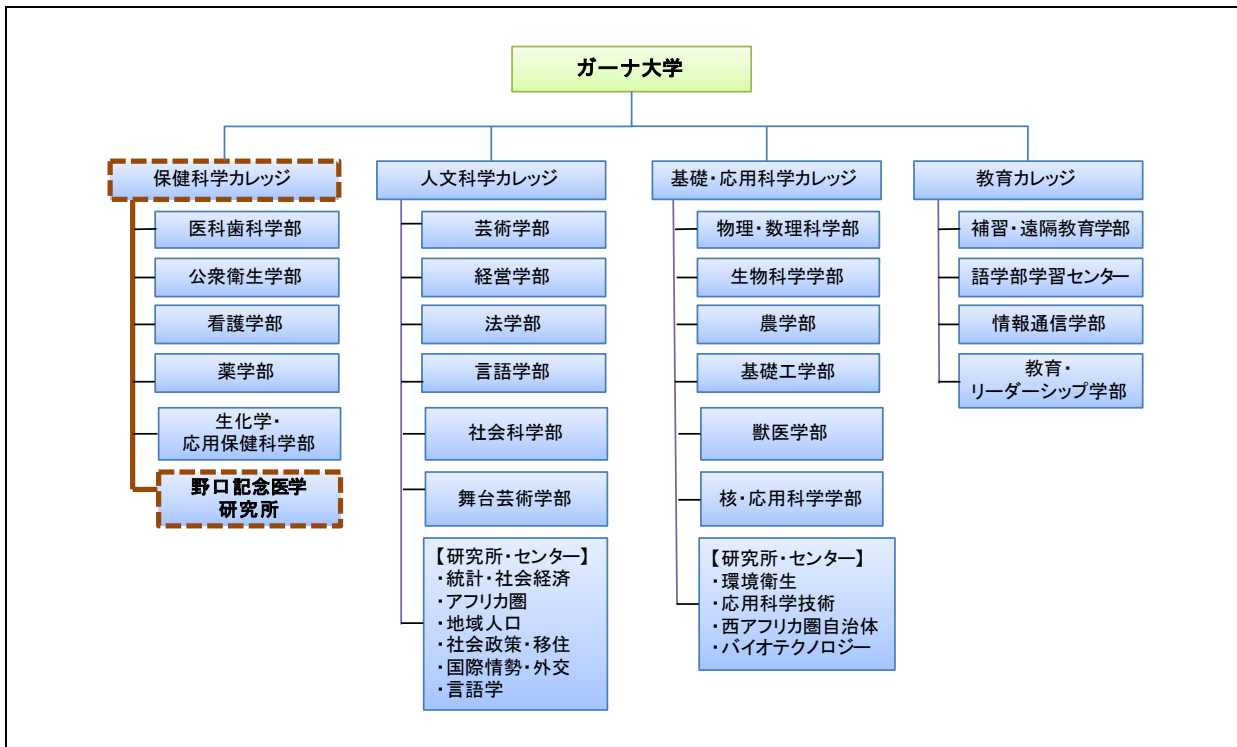 ガーナ大学
保健科学カレッジ
医科歯科学部
公衆衛生学部
看護学部
薬学部
生化学・
応用保健科学部
野口記念医学
研究所
人文科学カレッジ
芸術学部
経営学部
法学部
言語学部
社会科学部
舞台芸術学部
【研究所・センター】
・統計・社会経済
・アフリカ圏
・地域人口
・社会政策・移住
・国際情勢・外交
・言語学
基礎・応用科学カレッジ
物理・数理科学部
生物科学学部
農学部
基礎工学部
獣医学部
核・応用科学学部
【研究所・センター】
・環境衛生
・応用科学技術
・西アフリカ圏自治体
・バイオテクノロジー
教育カレッジ
補習・遠隔教育学部
語学部学習センター
情報通信学部
教育・
リーダーシップ学部